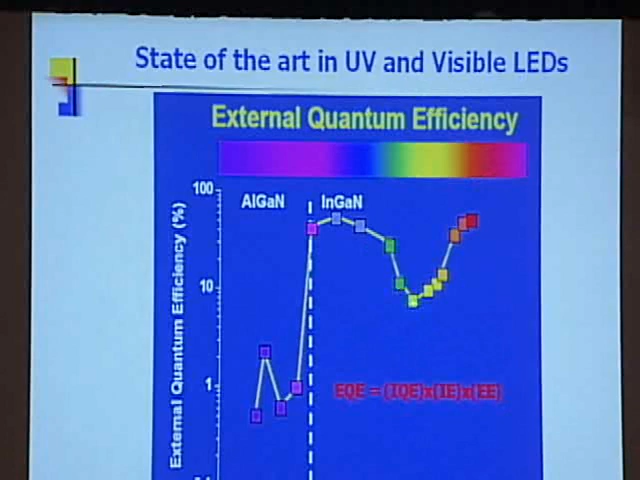 State of the art in UV and Visible LEDs
External Quantum Efficiency
100
AlGaN
InGaN
External Quantum Efficiency (%)
10
1
EQE =(IQE)x(IE)x(EE)